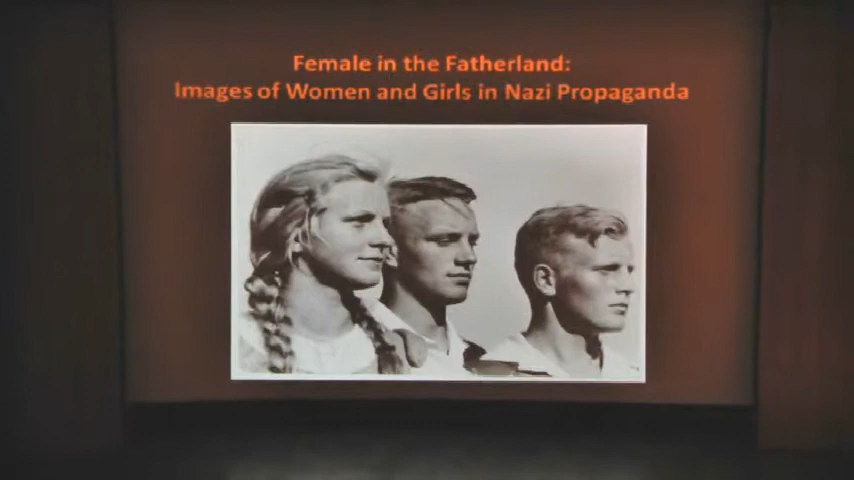 Female in the Fatherland:
Images of Women and Girls in Nazi Propaganda